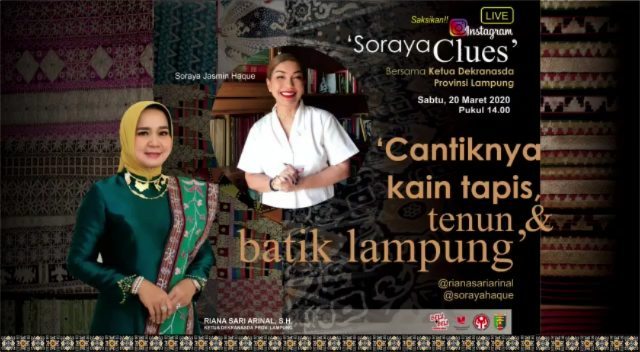 Saksikan!!
LIVE
Instagram
'Soraya Clues'
Bersama Ketua Dekranasda
Provinsi Lampung
Sabtu, 20 Maret 2020
Pukul 14.00
Soraya Jasmin Haque
'Cantiknya
kain tapis,
tenun &
batik lampung'
@rianasariarinal
@sorayahaque
RIANA SARI ARINAL, S.H.
KETUA DEKRANASDA PROV. LAMPUNG